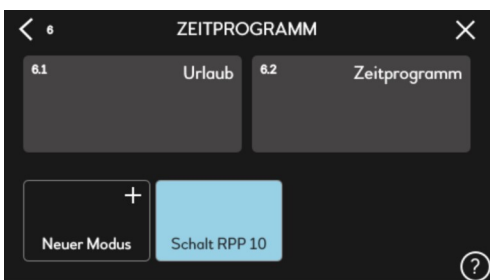 6 ZEITPROGRAMM
6.1 Urlaub
6.2 Zeitprogramm
+
Neuer Modus
Schalt RPP 10
?